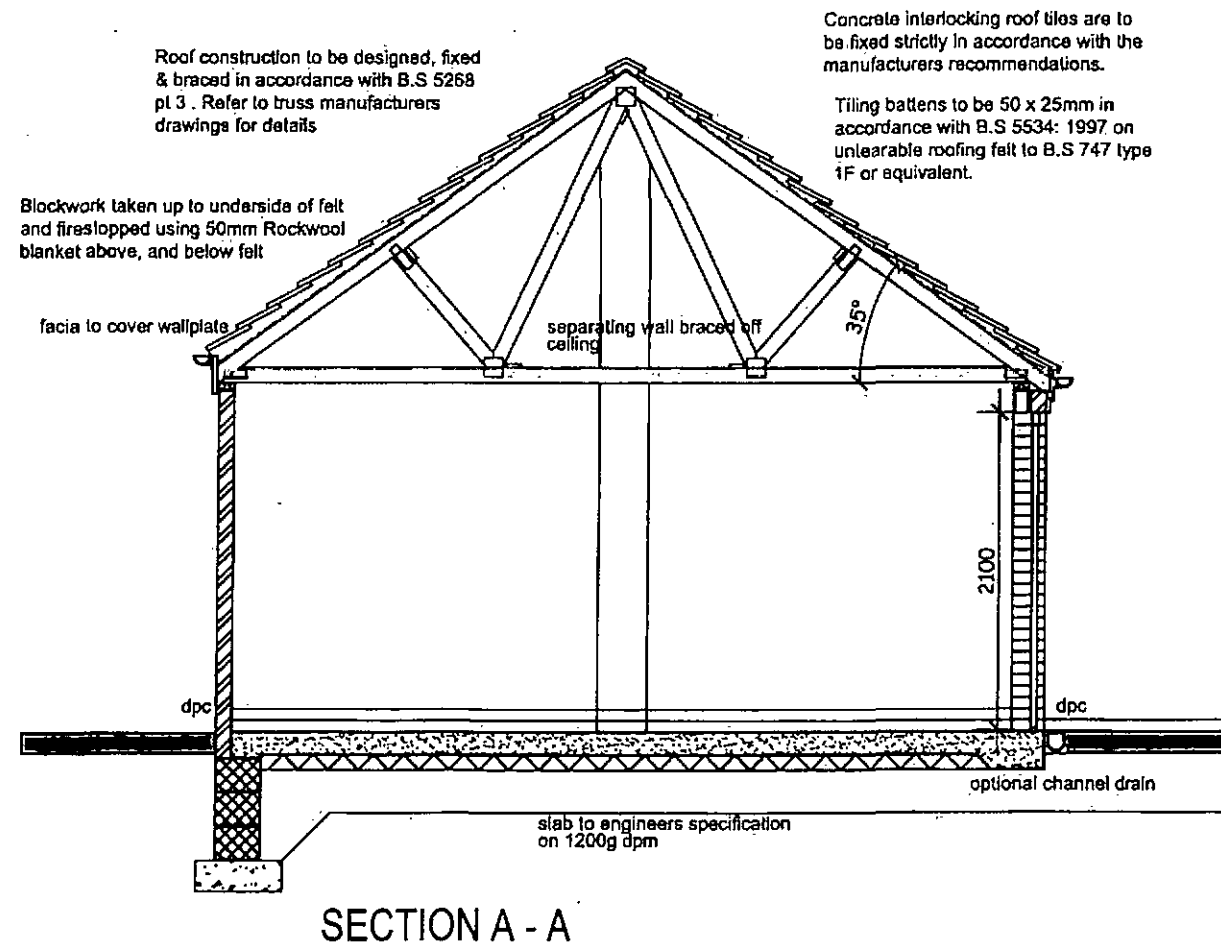 Concrete interlocking roof tiles are to
be fixed strictly in accordance with the
manufacturers recommendations.
Roof construction to be designed, fixed
& braced in accordance with B.S 5268
pt 3 . Refer to truss manufacturers
drawings for details
Tiling battens to be 50 x 25mm in
accordance with B.S 5534: 1997 on
untearable roofing felt to B.S 747 type
1F or equivalent.
Blockwork taken up to underside of felt
and firestopped using 50mm Rockwool
blanket above, and below felt
facia to cover wallplate
separating wall braced off
ceiling
35°
2100
dpc
dpc
optional channel drain
slab to engineers specification
on 1200g dpm
SECTION A - A